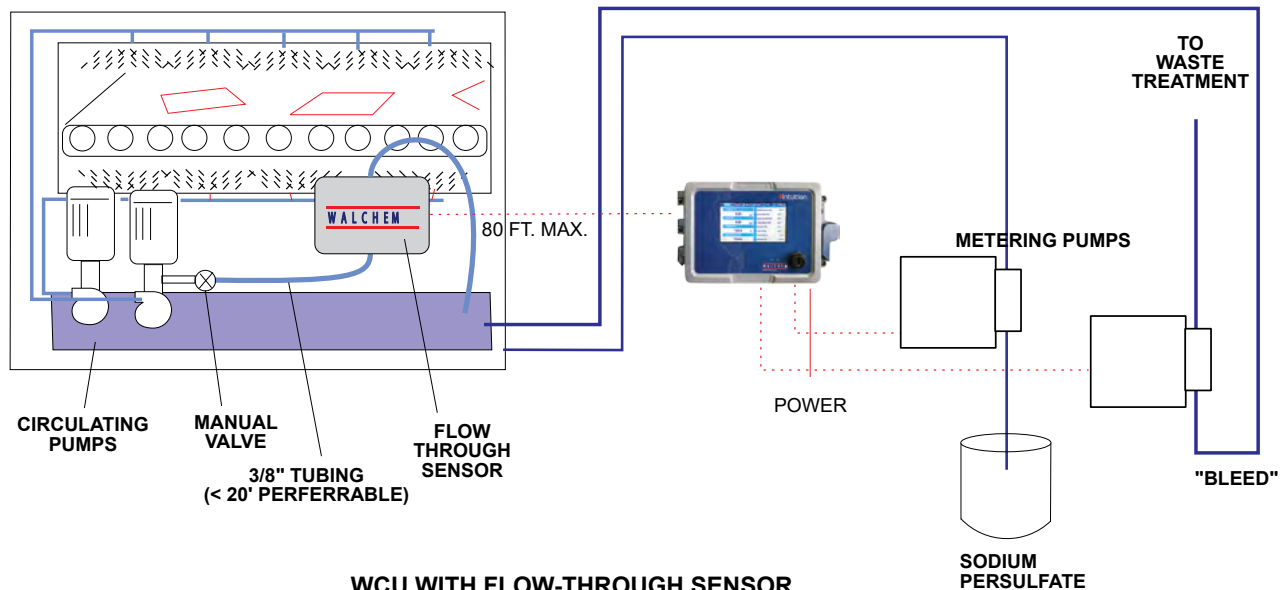 TO
WASTE
TREATMENT
WALCHEM
80 FT. MAX.
Intuition
METERING PUMPS
POWER
CIRCULATING
PUMPS
MANUAL
VALVE
FLOW
THROUGH
SENSOR
3/8" TUBING
(< 20' PERFERRABLE)
"BLEED"
SODIUM
PERSULFATE
WCU WITH FLOW-THROUGH SENSOR